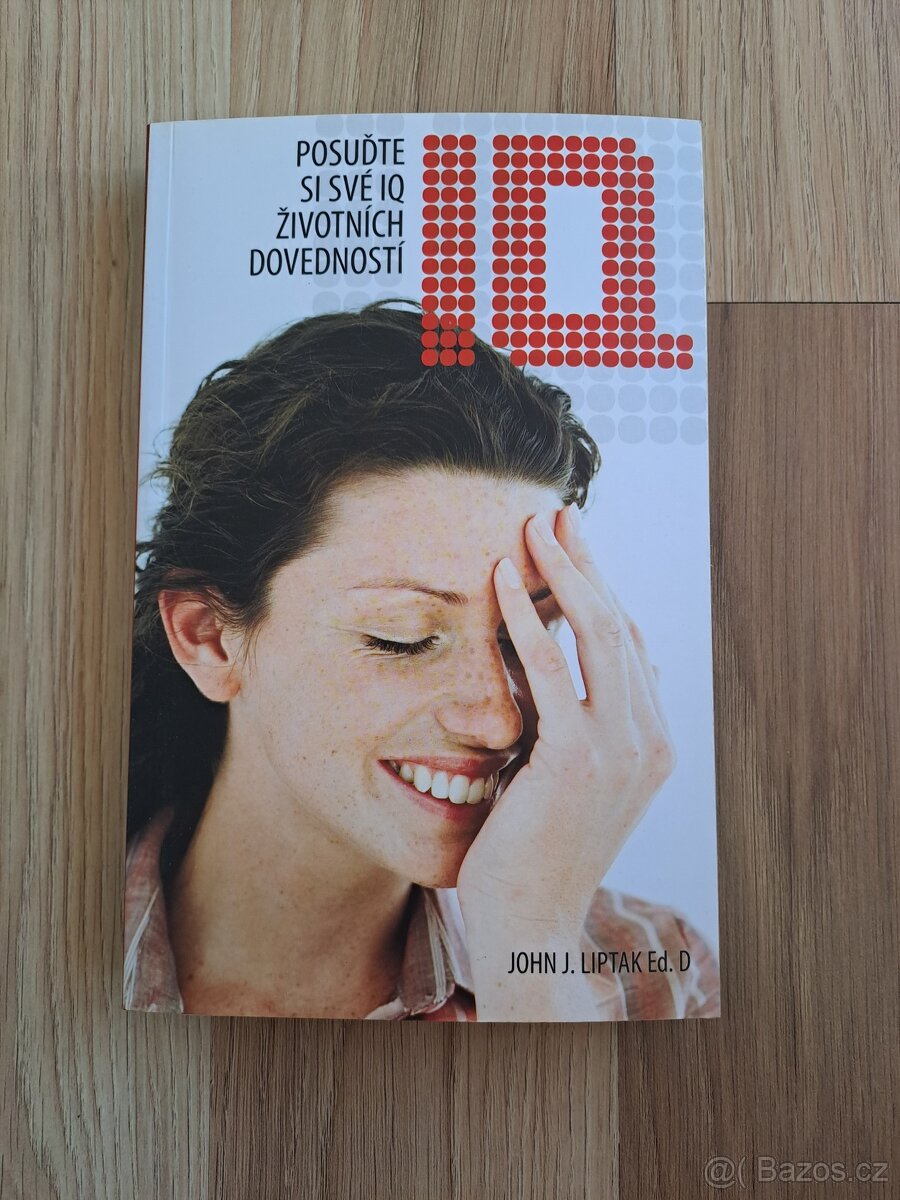 POSUĎTE
SI SVÉ IQ
ŽIVOTNÍCH
DOVEDNOSTÍ
IQ
JOHN J. LIPTAK Ed. D
@( Bazos.cz